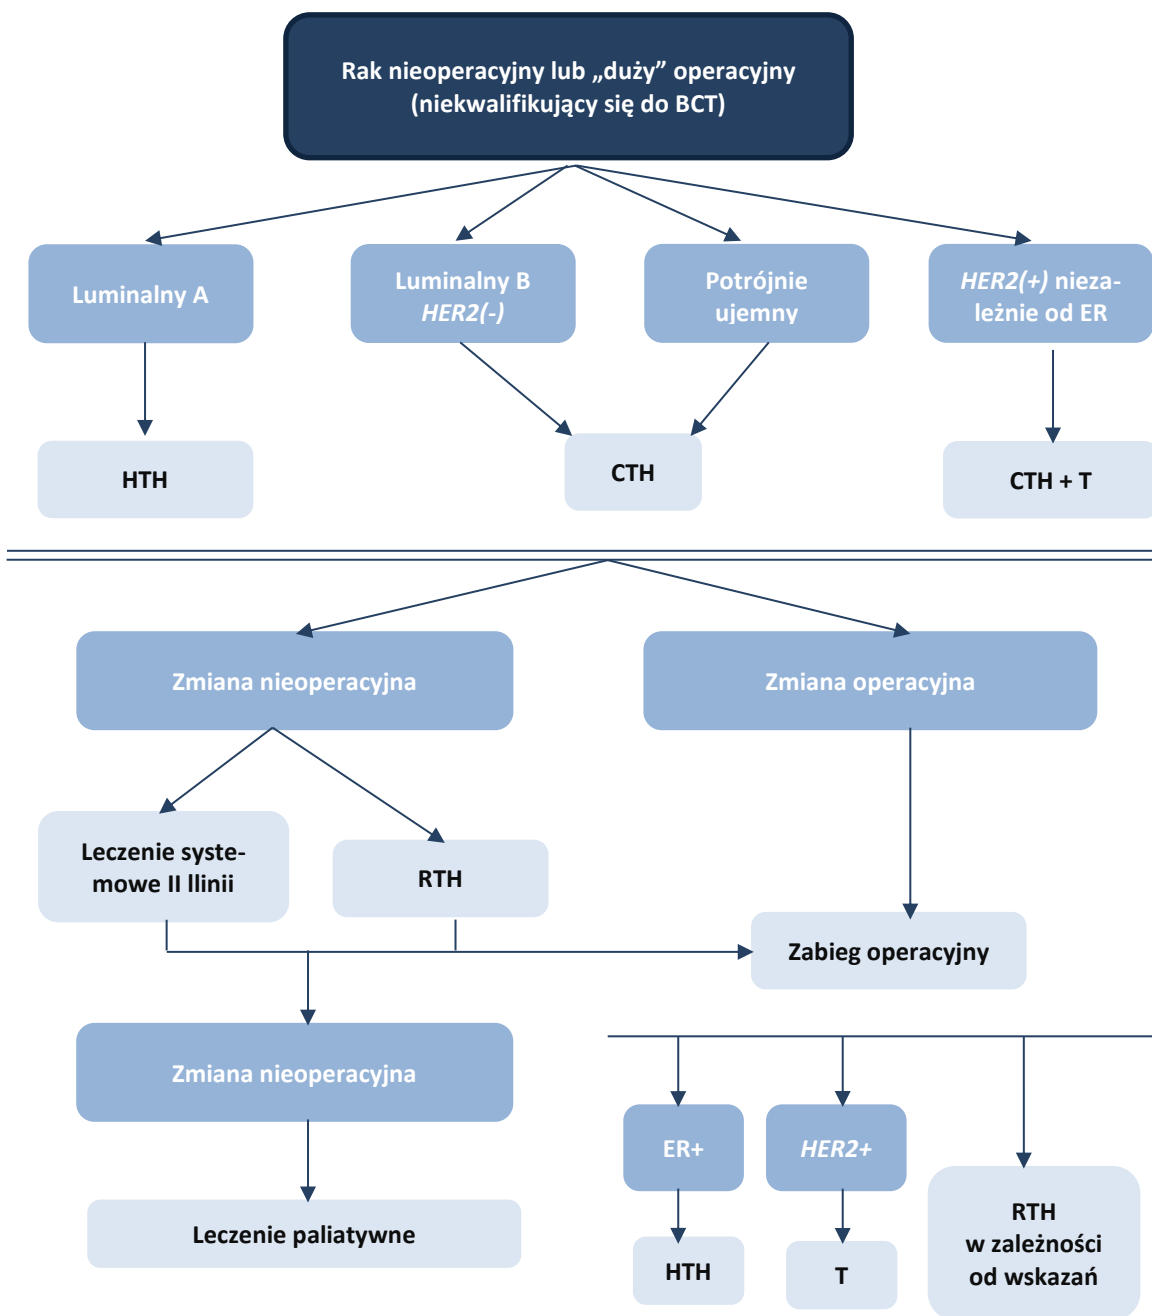 Rak nieoperacyjny lub „duży” operacyjny
(niekwalifikujący się do BCT)
Luminalny A
Luminalny B
HER2(-)
Potrójnie
ujemny
HER2(+) nieza-
leżnie od ER
HTH
CTH
CTH + T
Zmiana nieoperacyjna
Zmiana operacyjna
Leczenie syste-
mowe II llinii
RTH
Zabieg operacyjny
Zmiana nieoperacyjna
ER+
HER2+
RTH
w zależności
od wskazań
Leczenie paliatywne
HTH
T